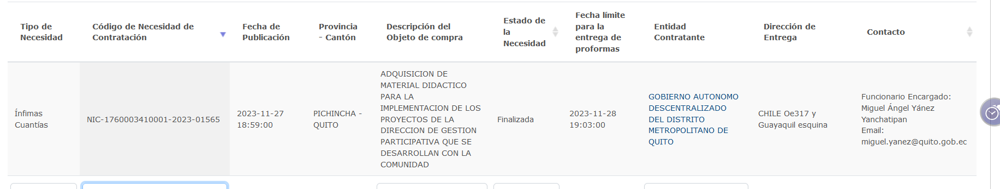 Tipo de
Necesidad
Código de Necesidad de
Contratación
Fecha de
Publicación
Provincia
- Cantón
Descripción del
Objeto de compra
Estado de
la
Necesidad
Fecha límite
para la
entrega de
proformas
Entidad
Contratante
Dirección de
Entrega
Contacto
Ínfimas
Cuantías
NIC-1760003410001-2023-01565
2023-11-27
18:59:00
PICHINCHA -
QUITO
ADQUISICION DE
MATERIAL DIDACTICO
PARA LA
IMPLEMENTACION DE LOS
PROYECTOS DE LA
DIRECCION DE GESTION
PARTICIPATIVA QUE SE
DESARROLLAN CON LA
COMUNIDAD
Finalizada
2023-11-28
19:03:00
GOBIERNO AUTONOMO
DESCENTRALIZADO
DEL DISTRITO
METROPOLITANO DE
QUITO
CHILE Oe317 y
Guayaquil esquina
Funcionario Encargado:
Miguel Ángel Yánez
Yanchatipan
Email:
miguel.yanez@quito.gob.ec